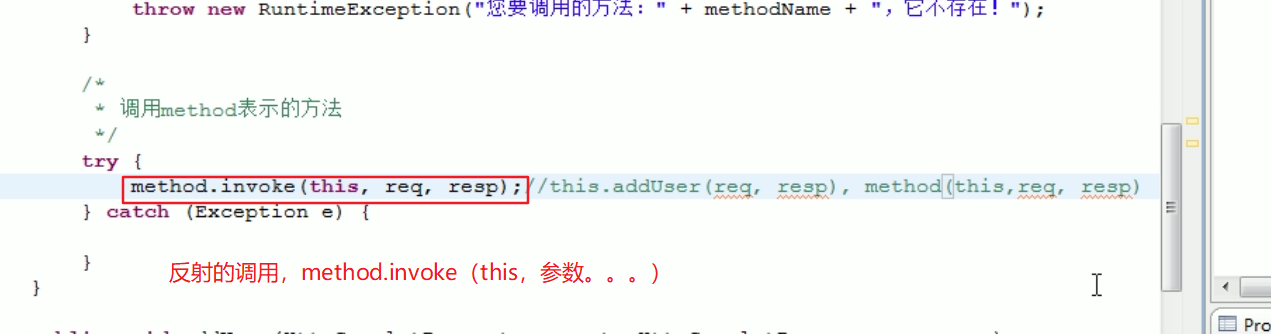 throw new RuntimeException("您要调用的方法：" + methodName + "，它不存在！");
}
/*
* 调用method表示的方法
*/
try {
method.invoke(this, req, resp);//this.addUser(req, resp), method(this,req, resp)
} catch (Exception e) {
}
反射的调用，method.invoke（this，参数。。。）
}
Pro